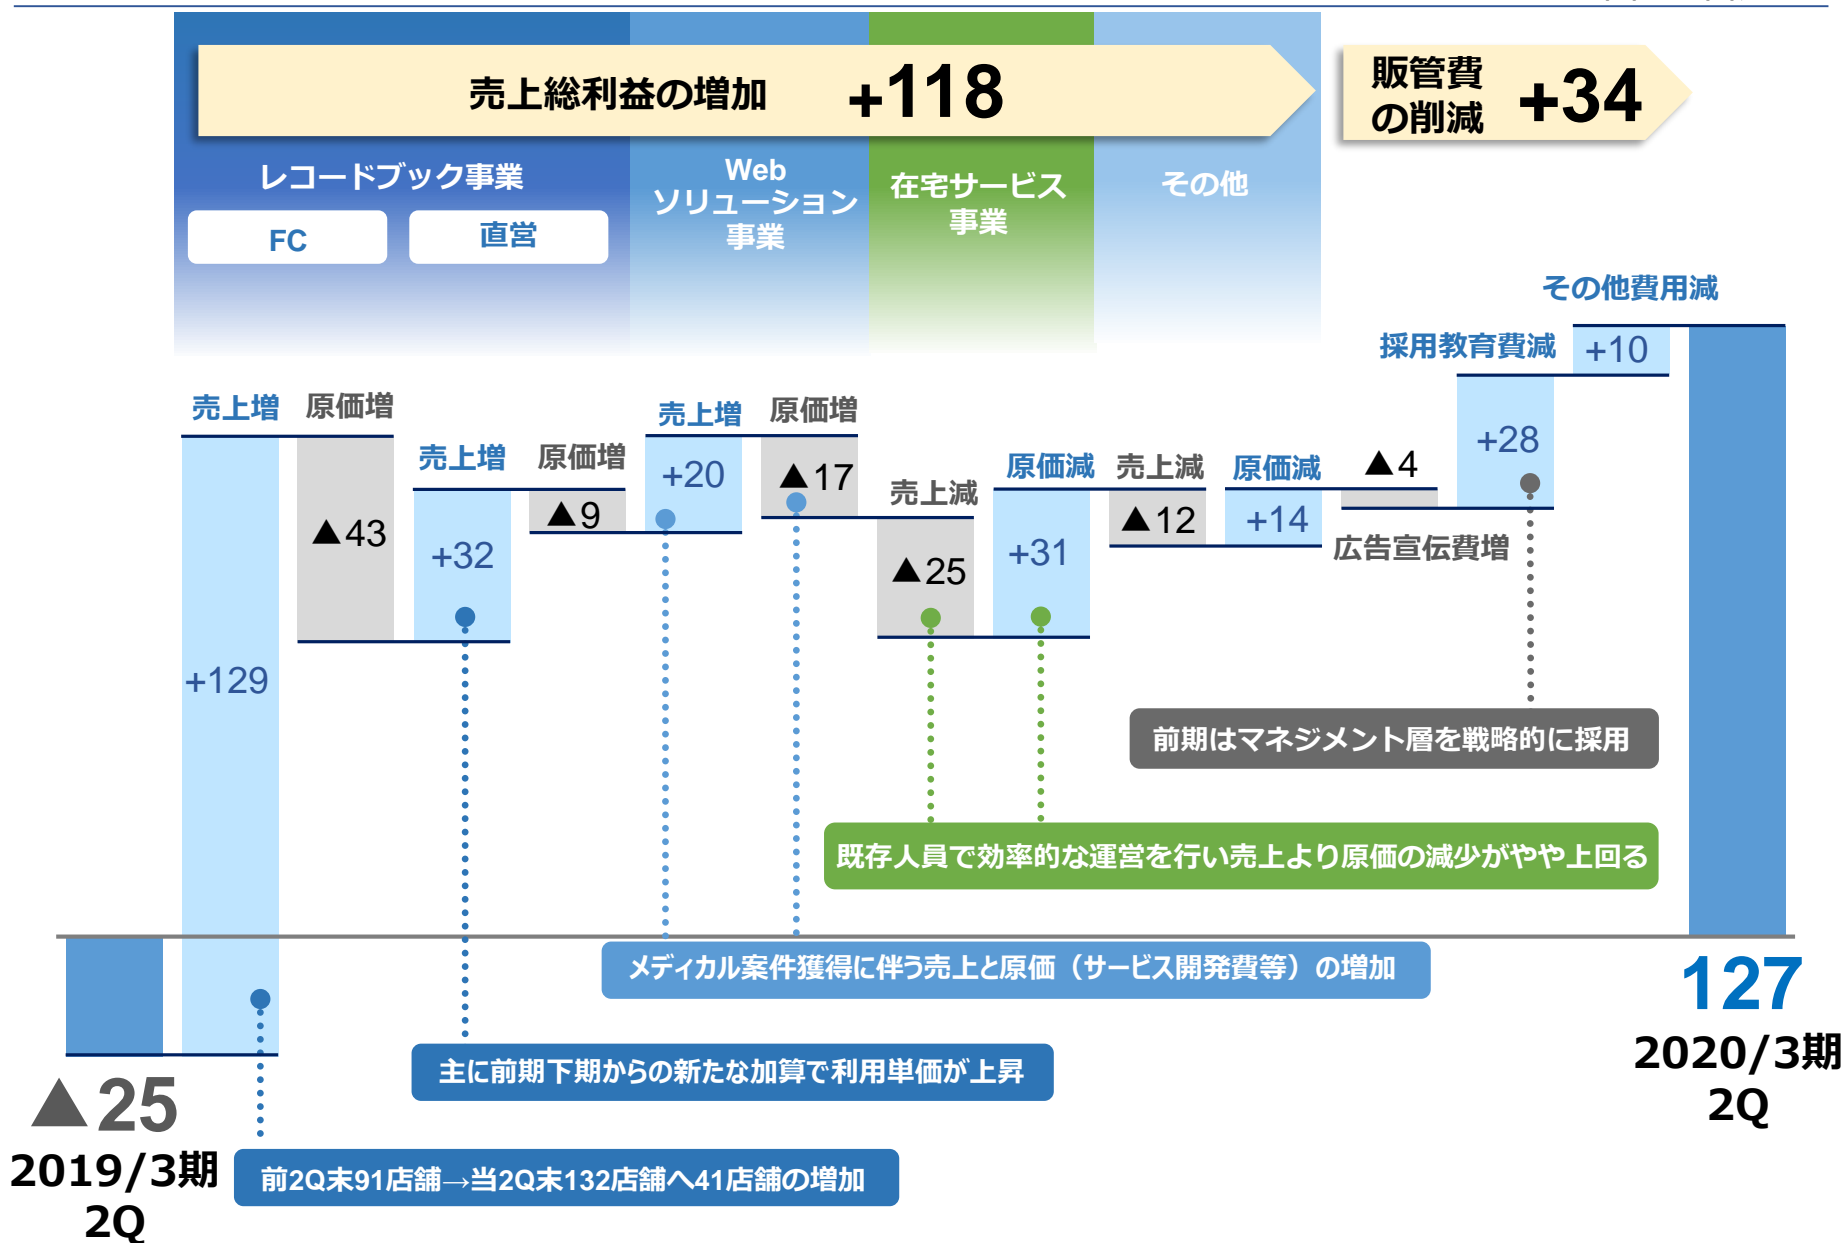 売上総利益の増加 +118
販管費
の削減 +34
レコードブック事業
FC
直営
Web
ソリューション
事業
在宅サービス
事業
その他
その他費用減
採用教育費減
+10
売上増
原価増
売上増
原価増
売上増
原価増
売上減
原価減
売上減
原価減
▲4
+28
+129
▲43
+32
▲9
+20
▲17
▲25
+31
▲12
+14
広告宣伝費増
前期はマネジメント層を戦略的に採用
既存人員で効率的な運営を行い売上より原価の減少がやや上回る
メディカル案件獲得に伴う売上と原価（サービス開発費等）の増加
主に前期下期からの新たな加算で利用単価が上昇
前2Q末91店舗→当2Q末132店舗へ41店舗の増加
▲25
2019/3期
2Q
127
2020/3期
2Q